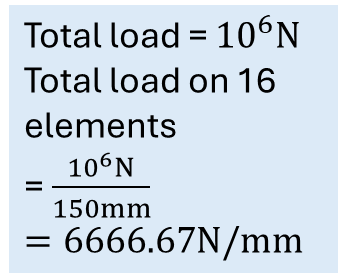 Total load = 10⁶N
Total load on 16
elements
= 10⁶N / 150mm
= 6666.67N/mm